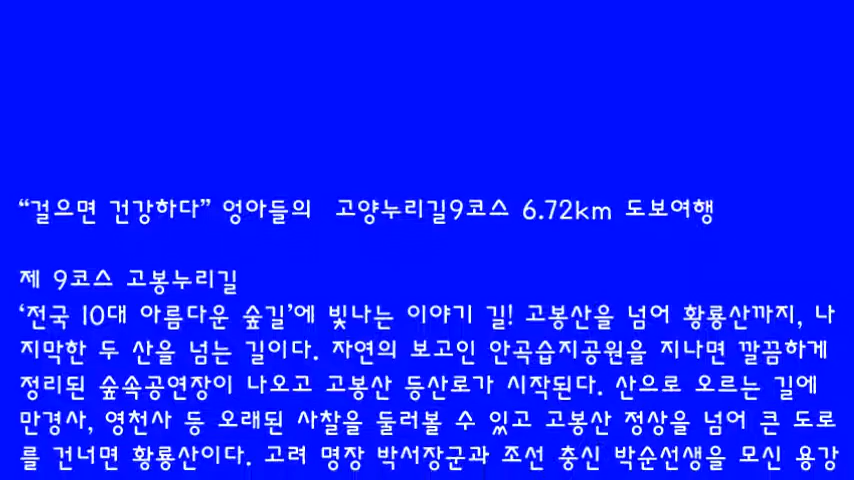 “걸으면 건강하다” 엉아들의 고양누리길9코스 6.72km 도보여행
제 9코스 고봉누리길
‘전국 10대 아름다운 숲길’에 빛나는 이야기 길! 고봉산을 넘어 황룡산까지, 나
지막한 두 산을 넘는 길이다. 자연의 보고인 안곡습지공원을 지나면 깔끔하게
정리된 숲속공연장이 나오고 고봉산 등산로가 시작된다. 산으로 오르는 길에
만경사, 영천사 등 오래된 사찰을 둘러볼 수 있고 고봉산 정상을 넘어 큰 도로
를 건너면 황룡산이다. 고려 명장 박서장군과 조선 충신 박순선생을 모신 용강